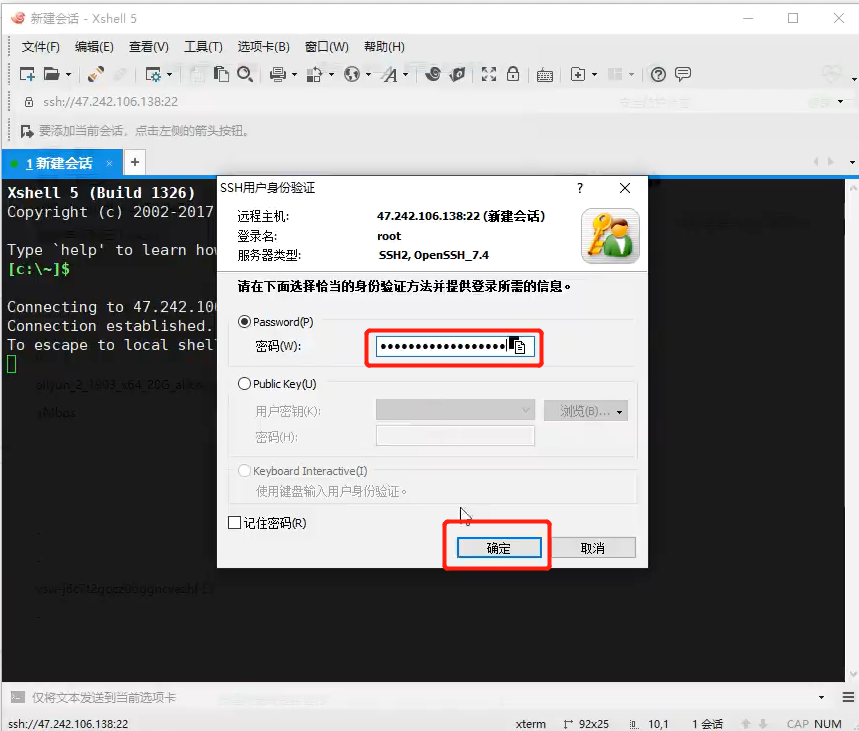 新建会话 - Xshell 5
文件(F) 编辑(E) 查看(V) 工具(T) 选项卡(B) 窗口(W) 帮助(H)
ssh://47.242.106.138:22
要添加当前会话，点击左侧的箭头按钮。
1 新建会话 × +
Xshell 5 (Build 1326)
Copyright (c) 2002-2017
Type `help' to learn how
[c:\~]$
Connecting to 47.242.106
Connection established.
To escape to local shell
SSH用户身份验证
远程主机: 47.242.106.138:22 (新建会话)
登录名: root
服务器类型: SSH2, OpenSSH_7.4
请在下面选择恰当的身份验证方法并提供登录所需的信息。
Password(P)
密码(W): ••••••••••••••••••
Public Key(U)
用户密钥(K): 浏览(B)...
密码(H):
Keyboard Interactive(I)
使用键盘输入用户身份验证。
记住密码(R)
确定 取消
仅将文本发送到当前选项卡
ssh://47.242.106.138:22 xterm 92x25 10,1 1 会话 CAP NUM